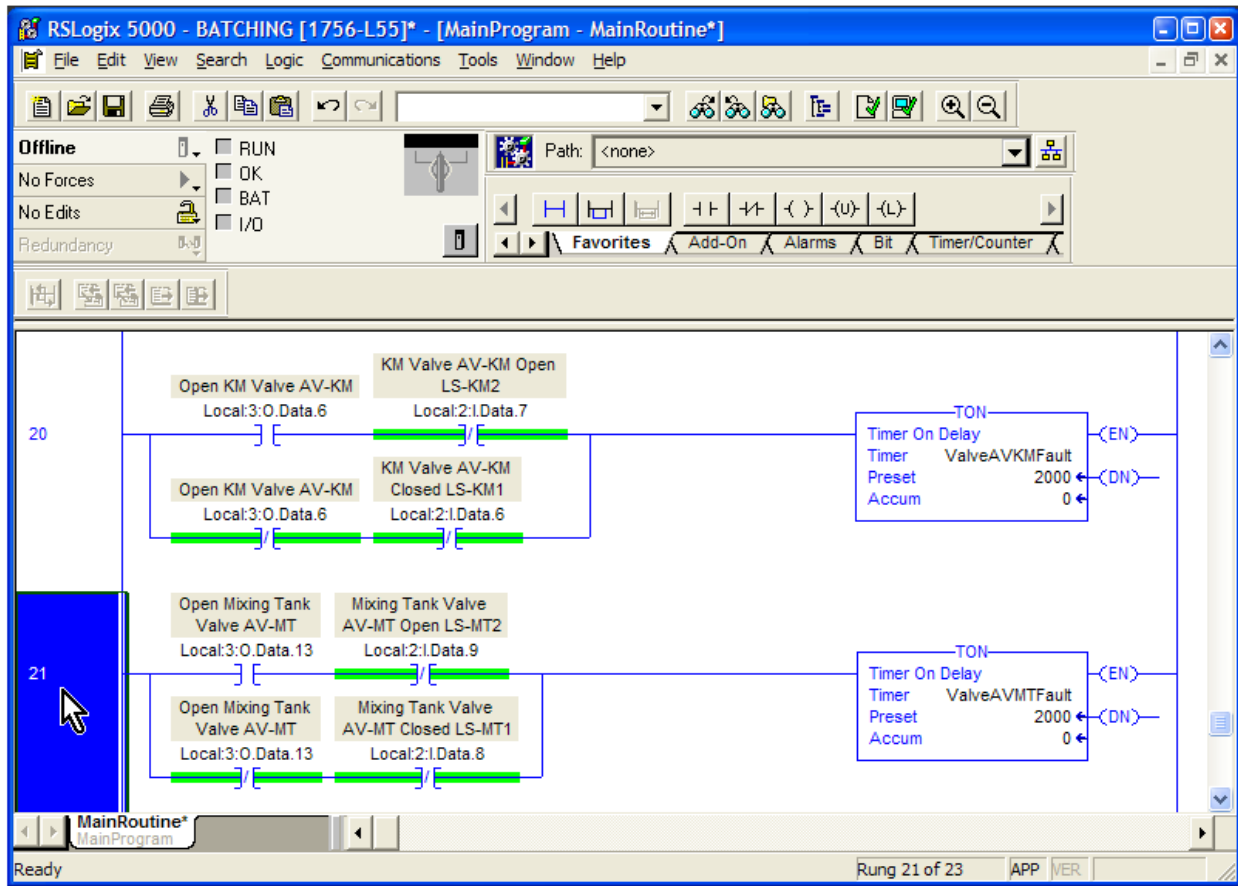 RSLogix 5000 - BATCHING [1756-L55]* - [MainProgram - MainRoutine*]
File Edit View Search Logic Communications Tools Window Help
Offline
RUN
No Forces
OK
No Edits
BAT
Redundancy
I/O
Path: <none>
Favorites Add-On Alarms Bit Timer/Counter
20
Open KM Valve AV-KM
Local:3:O.Data.6
KM Valve AV-KM Open
LS-KM2
Local:2:I.Data.7
Open KM Valve AV-KM
Local:3:O.Data.6
KM Valve AV-KM
Closed LS-KM1
Local:2:I.Data.6
TON
Timer On Delay
Timer ValveAVKMFault
Preset 2000
Accum 0
EN
DN
21
Open Mixing Tank
Valve AV-MT
Local:3:O.Data.13
Mixing Tank Valve
AV-MT Open LS-MT2
Local:2:I.Data.9
Open Mixing Tank
Valve AV-MT
Local:3:O.Data.13
Mixing Tank Valve
AV-MT Closed LS-MT1
Local:2:I.Data.8
TON
Timer On Delay
Timer ValveAVMTFault
Preset 2000
Accum 0
EN
DN
MainRoutine*
MainProgram
Ready
Rung 21 of 23 APP VER